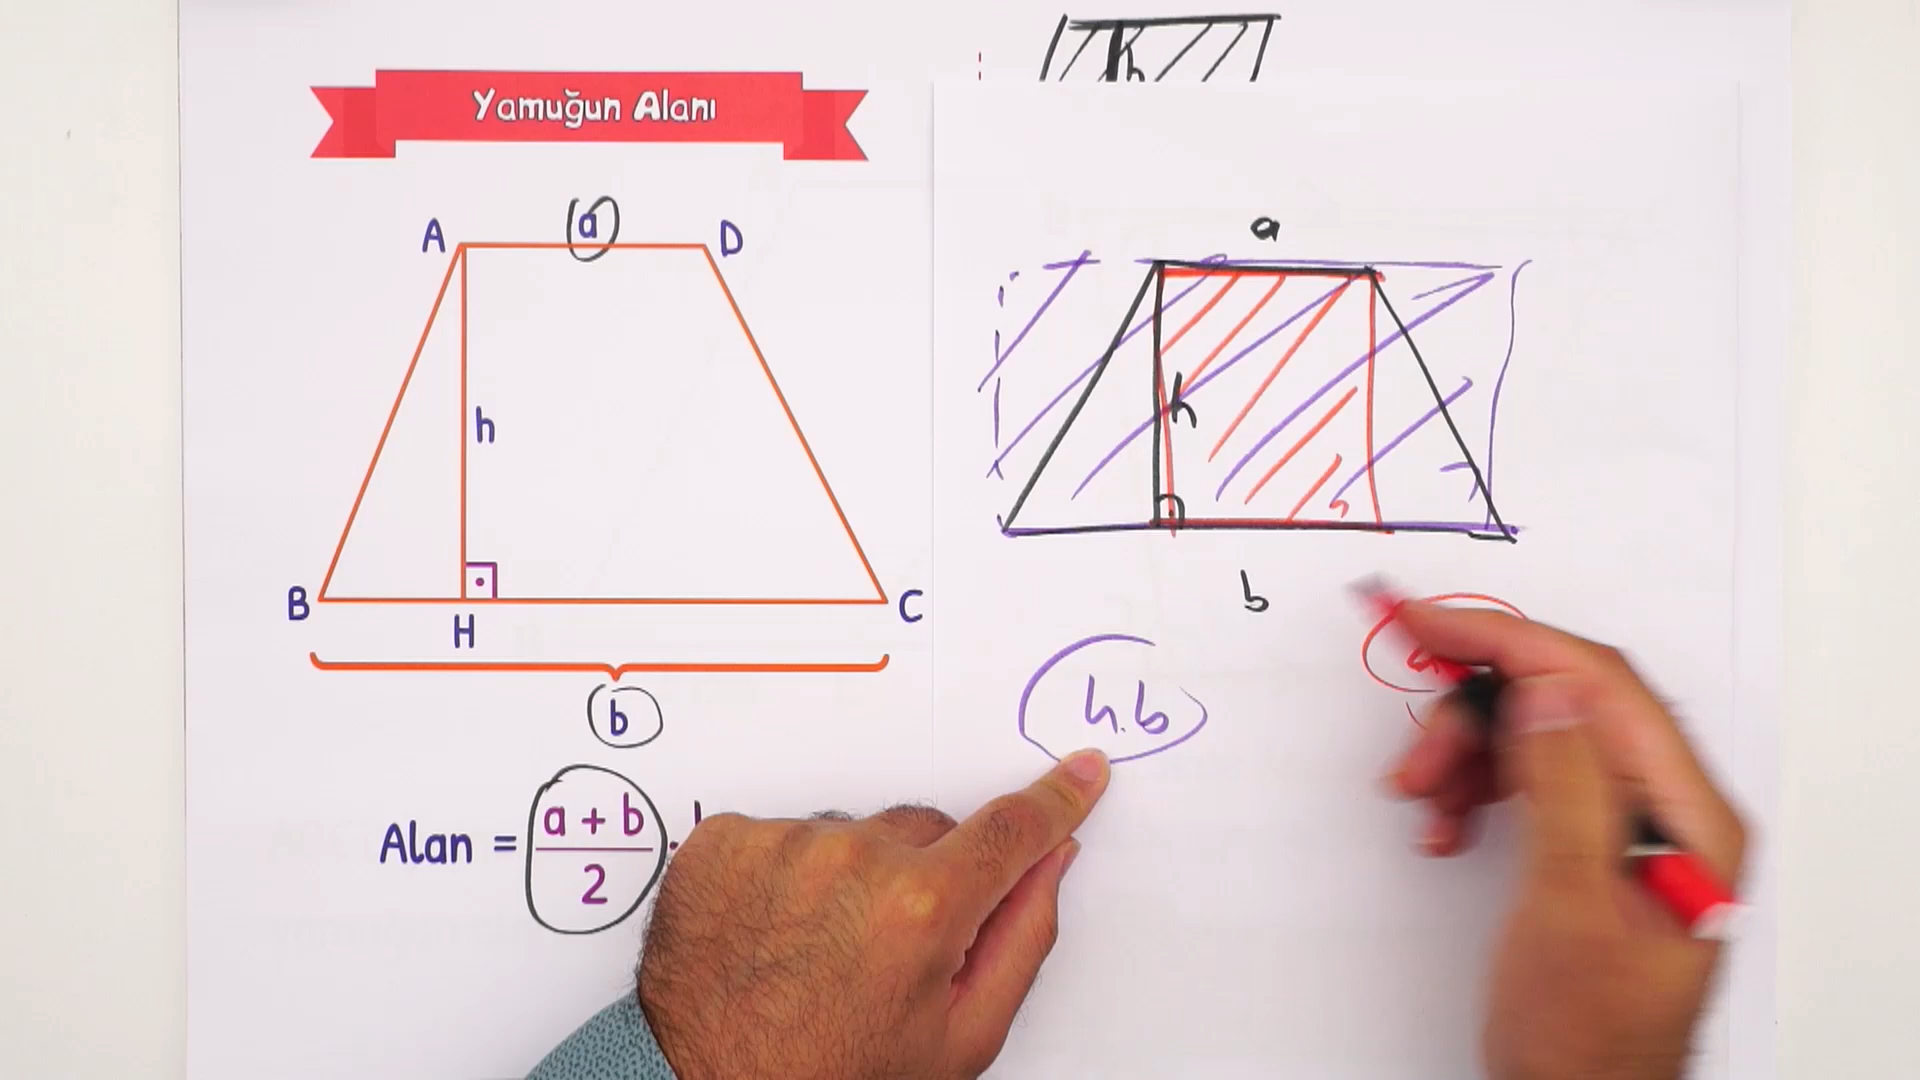 Yamuğun Alanı
a
A
D
h
B
H
C
b
Alan = a + b / 2 .
h
a
h
b
h.b
a